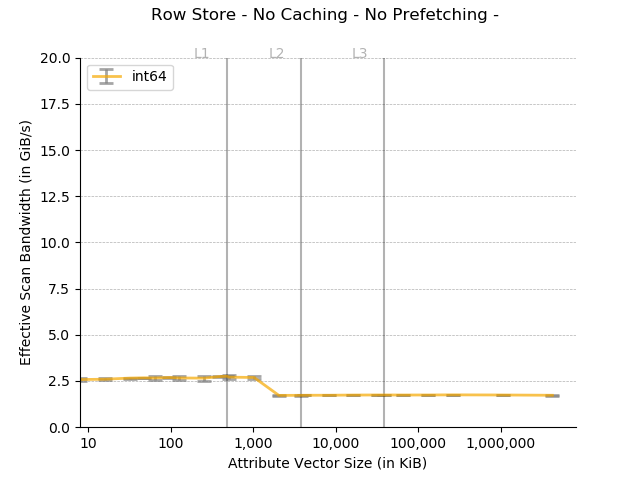 Row Store - No Caching - No Prefetching -
L1 L2 L3
int64
20.0
17.5
15.0
12.5
10.0
7.5
5.0
2.5
0.0
Effective Scan Bandwidth (in GiB/s)
10 100 1,000 10,000 100,000 1,000,000
Attribute Vector Size (in KiB)